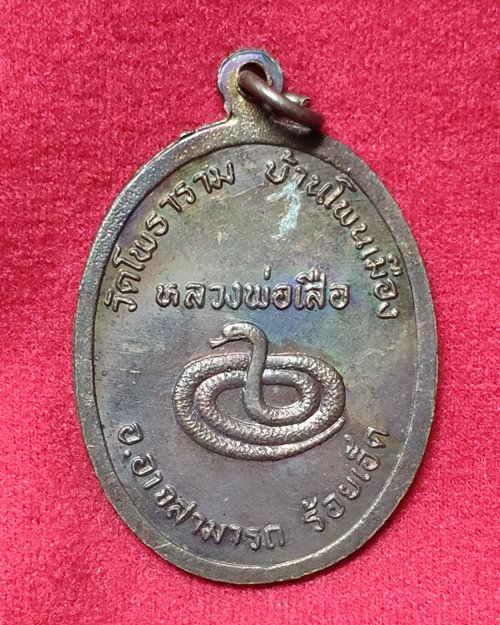 วัดโพธาราม บ้านโพนเมือง
หลวงพ่อเสือ
อ.อาจสามารถ ร้อยเอ็ด